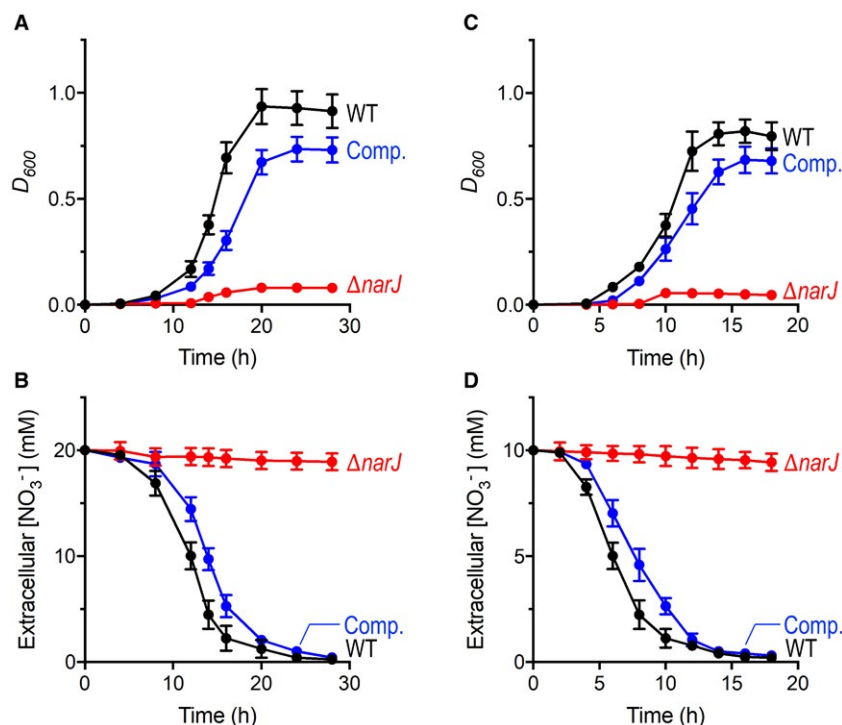 A
1.0
0.5
0.0
D600
WT
Comp.
ΔnarJ
0 10 20 30
Time (h)
C
1.0
0.5
0.0
D600
WT
Comp.
ΔnarJ
0 5 10 15 20
Time (h)
B
20
10
0
Extracellular [NO3-] (mM)
ΔnarJ
Comp.
WT
0 10 20 30
Time (h)
D
10
5
0
Extracellular [NO3-] (mM)
ΔnarJ
Comp.
WT
0 5 10 15 20
Time (h)